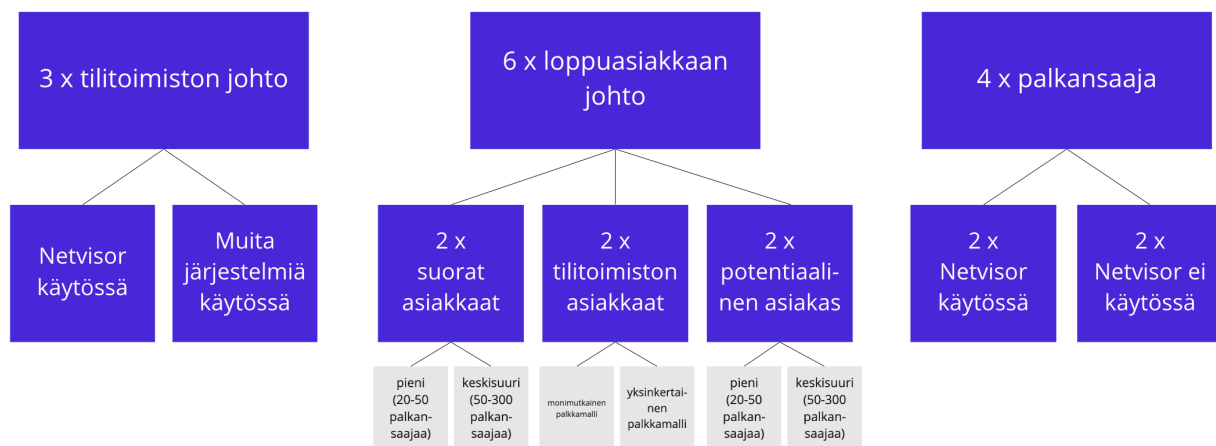 3 x tilitoimiston johto
6 x loppuasiakkaan
johto
4 x palkansaaja
Netvisor
käytössä
Muita
järjestelmiä
käytössä
2 x
suorat
asiakkaat
2 x
tilitoimiston
asiakkaat
2 x
potentiaali-
nen asiakas
2 x
Netvisor
käytössä
2 x
Netvisor ei
käytössä
pieni
(20-50
palkan-
saajaa)
keskisuuri
(50-300
palkan-
saajaa)
monimutkainen
palkkamalli
yksinkertai-
nen
palkkamalli
pieni
(20-50
palkan-
saajaa)
keskisuuri
(50-300
palkan-
saajaa)